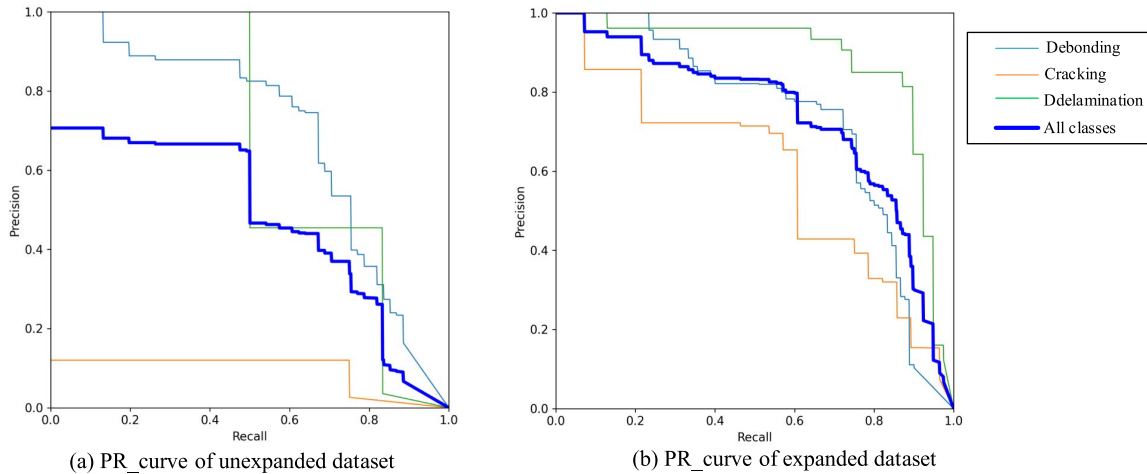 1.0
0.8
0.6
0.4
0.2
0.0
Precision
0.0 0.2 0.4 0.6 0.8 1.0
Recall
(a) PR_curve of unexpanded dataset
1.0
0.8
0.6
0.4
0.2
0.0
Precision
0.0 0.2 0.4 0.6 0.8 1.0
Recall
(b) PR_curve of expanded dataset
Debonding
Cracking
Ddelamination
All classes